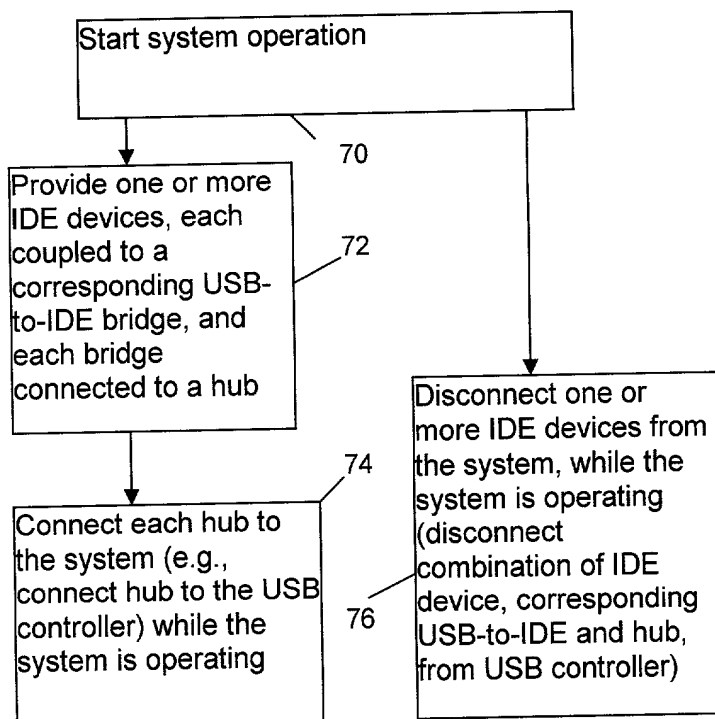 Start system operation
70
Provide one or more
IDE devices, each
coupled to a
corresponding USB-
to-IDE bridge, and
each bridge
connected to a hub
72
Connect each hub to
the system (e.g.,
connect hub to the USB
controller) while the
system is operating
74
Disconnect one or
more IDE devices from
the system, while the
system is operating
(disconnect
combination of IDE
device, corresponding
USB-to-IDE and hub,
from USB controller)
76